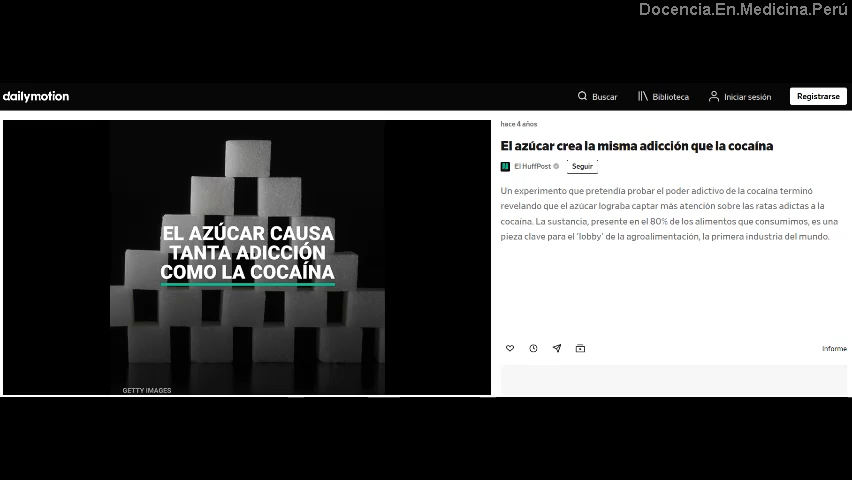 Docencia.En.Medicina.Perú
dailymotion
Buscar
Biblioteca
Iniciar sesión
Registrarse
hace 4 años
El azúcar crea la misma adicción que la cocaína
El HuffPost
Seguir
Un experimento que pretendía probar el poder adictivo de la cocaína terminó
revelando que el azúcar lograba captar más atención sobre las ratas adictas a la
cocaína. La sustancia, presente en el 80% de los alimentos que consumimos, es una
pieza clave para el 'lobby' de la agroalimentación, la primera industria del mundo.
EL AZÚCAR CAUSA
TANTA ADICCIÓN
COMO LA COCAÍNA
GETTY IMAGES
Informe